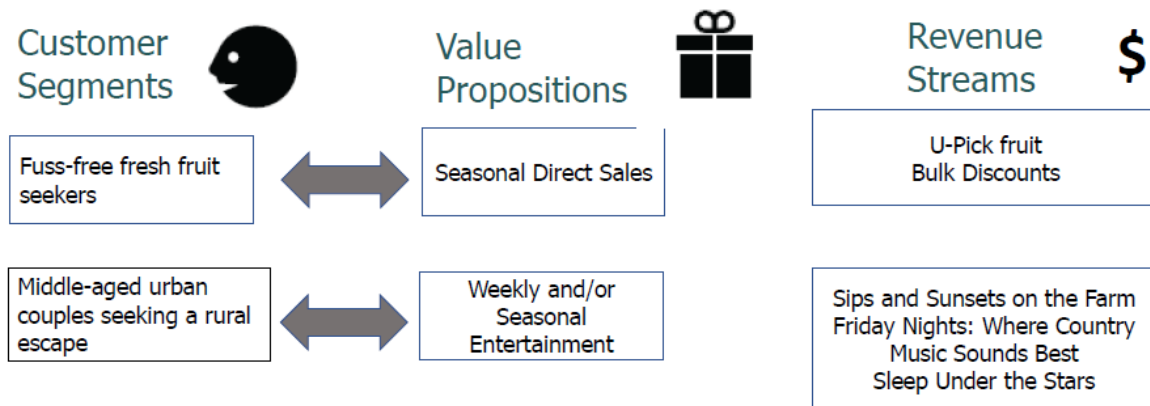 Customer
Segments
Value
Propositions
Revenue
Streams
$
Fuss-free fresh fruit
seekers
Seasonal Direct Sales
U-Pick fruit
Bulk Discounts
Middle-aged urban
couples seeking a rural
escape
Weekly and/or
Seasonal
Entertainment
Sips and Sunsets on the Farm
Friday Nights: Where Country
Music Sounds Best
Sleep Under the Stars